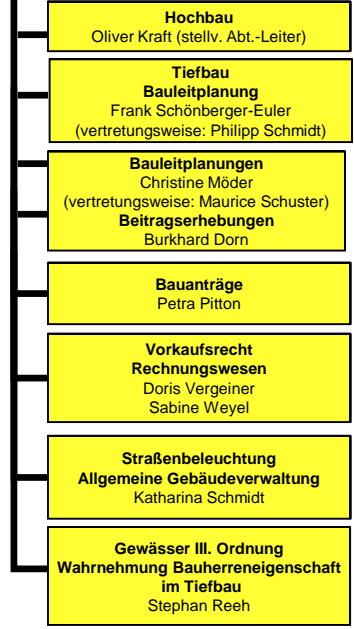 Hochbau
Oliver Kraft (stellv. Abt.-Leiter)
Tiefbau
Bauleitplanung
Frank Schönberger-Euler
(vertretungsweise: Philipp Schmidt)
Bauleitplanungen
Christine Möder
(vertretungsweise: Maurice Schuster)
Beitragserhebungen
Burkhard Dorn
Bauanträge
Petra Pitton
Vorkaufsrecht
Rechnungswesen
Doris Vergeiner
Sabine Weyel
Straßenbeleuchtung
Allgemeine Gebäudeverwaltung
Katharina Schmidt
Gewässer III. Ordnung
Wahrnehmung Bauherreneigenschaft
im Tiefbau
Stephan Reeh